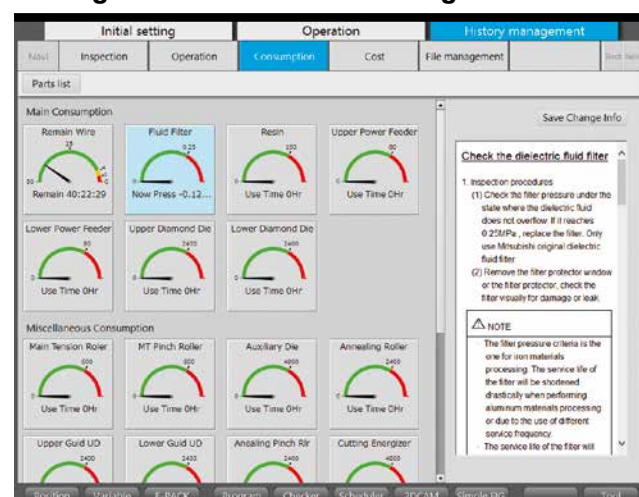 Initial setting Operation History management
Inspection Operation Consumption Cost File management
Parts list
Save Change Info
Main Consumption
Remain Wire Fluid Filter Resin Upper Power Feeder
Remain 40:22:29 Now Press -0.12... Use Time 0Hr Use Time 0Hr
Lower Power Feeder Upper Diamond Die Lower Diamond Die
Use Time 0Hr Use Time 0Hr Use Time 0Hr
Miscellaneous Consumption
Main Tension Roler MT Pinch Roller Auxiliary Die Annealing Roller
Use Time 0Hr Use Time 0Hr Use Time 0Hr Use Time 0Hr
Upper Guid UD Lower Guid UD Anealing Pinch Rlr Cutting Energizer
Check the dielectric fluid filter
1. Inspection procedures
(1) Check the filter pressure under the
state where the dielectric fluid
does not overflow. If it reaches
0.25MPa , replace the filter. Only
use Mitsubishi original dielectric
fluid filter
(2) Remove the filter protector window
or the filter protector, check the
filter visually for damage or leak.
NOTE
The filter pressure criteria is the
one for iron materials
processing. The service life of
the filter will be shortened
drastically when performing
aluminum materials processing
or due to the use of different
service frequency.
The service life of the filter will
Position Variable E-PACK Program Checker Scheduler Simple FIG